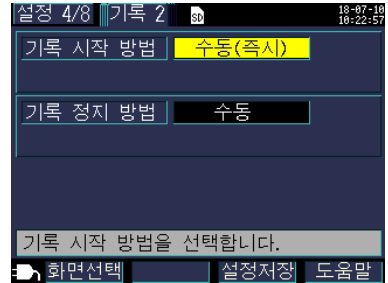 설정 4/8 기록 2 SD 18-07-10
10:22:57
기록 시작 방법 수동(즉시)
기록 정지 방법 수동
기록 시작 방법을 선택합니다.
화면선택 설정저장 도움말